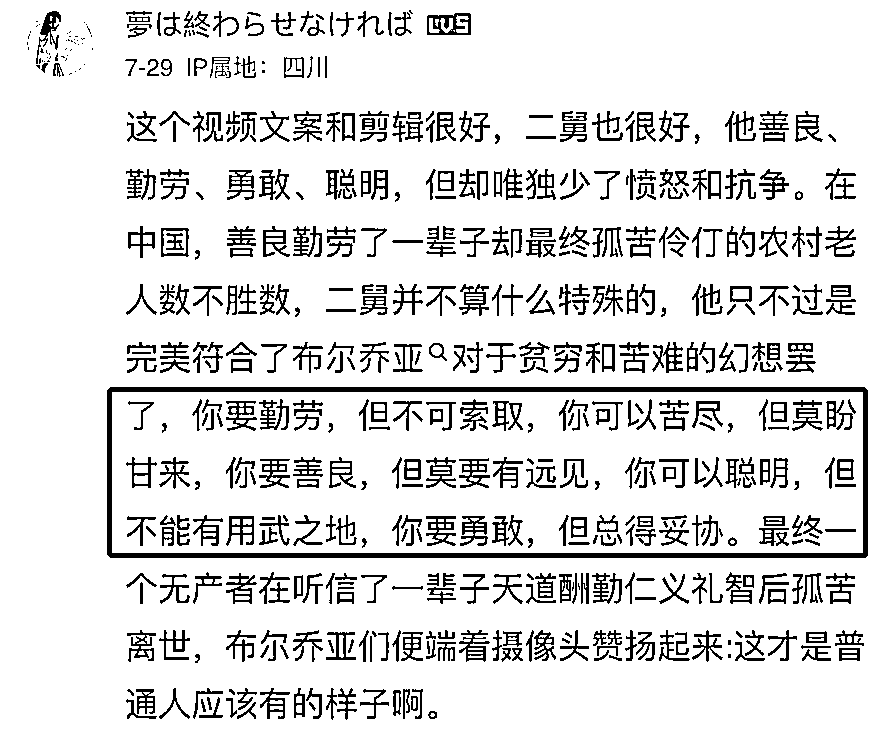 夢は終わらせなければ LV5
7-29 IP属地：四川
这个视频文案和剪辑很好，二舅也很好，他善良、
勤劳、勇敢、聪明，但却唯独少了愤怒和抗争。在
中国，善良勤劳了一辈子却最终孤苦伶仃的农村老
人数不胜数，二舅并不算什么特殊的，他只不过是
完美符合了布尔乔亚对于贫穷和苦难的幻想罢
了，你要勤劳，但不可索取，你可以苦尽，但莫盼
甘来，你要善良，但莫要有远见，你可以聪明，但
不能有用武之地，你要勇敢，但总得妥协。最终一
个无产者在听信了一辈子天道酬勤仁义礼智后孤苦
离世，布尔乔亚们便端着摄像头赞扬起来:这才是普
通人应该有的样子啊。